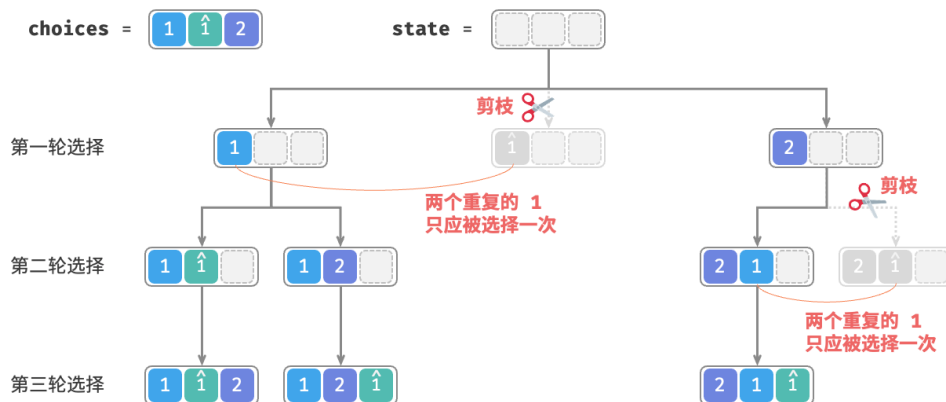 choices = 1 1̂ 2
state =
剪枝
第一轮选择
1
1̂
2
两个重复的 1
只应被选择一次
剪枝
第二轮选择
1 1̂
1 2
2 1
2 1̂
两个重复的 1
只应被选择一次
第三轮选择
1 1̂ 2
1 2 1̂
2 1 1̂